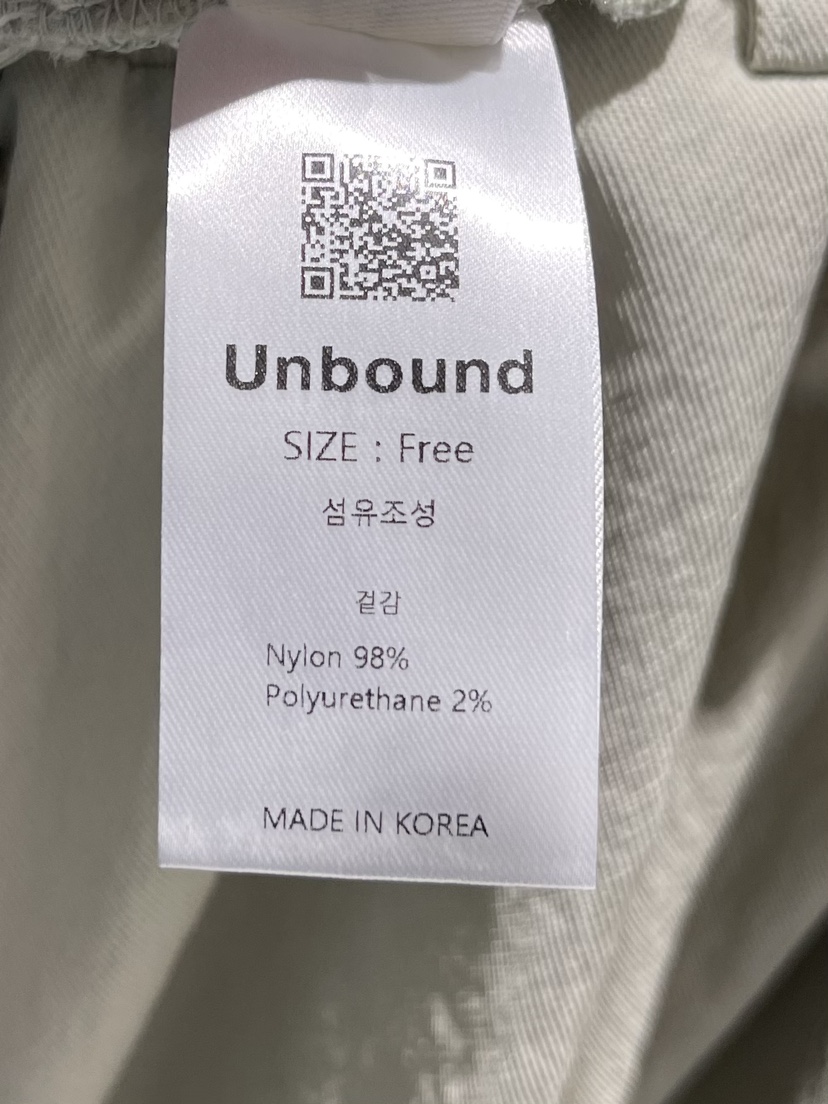 Unbound
SIZE : Free
섬유조성
겉감
Nylon 98%
Polyurethane 2%
MADE IN KOREA